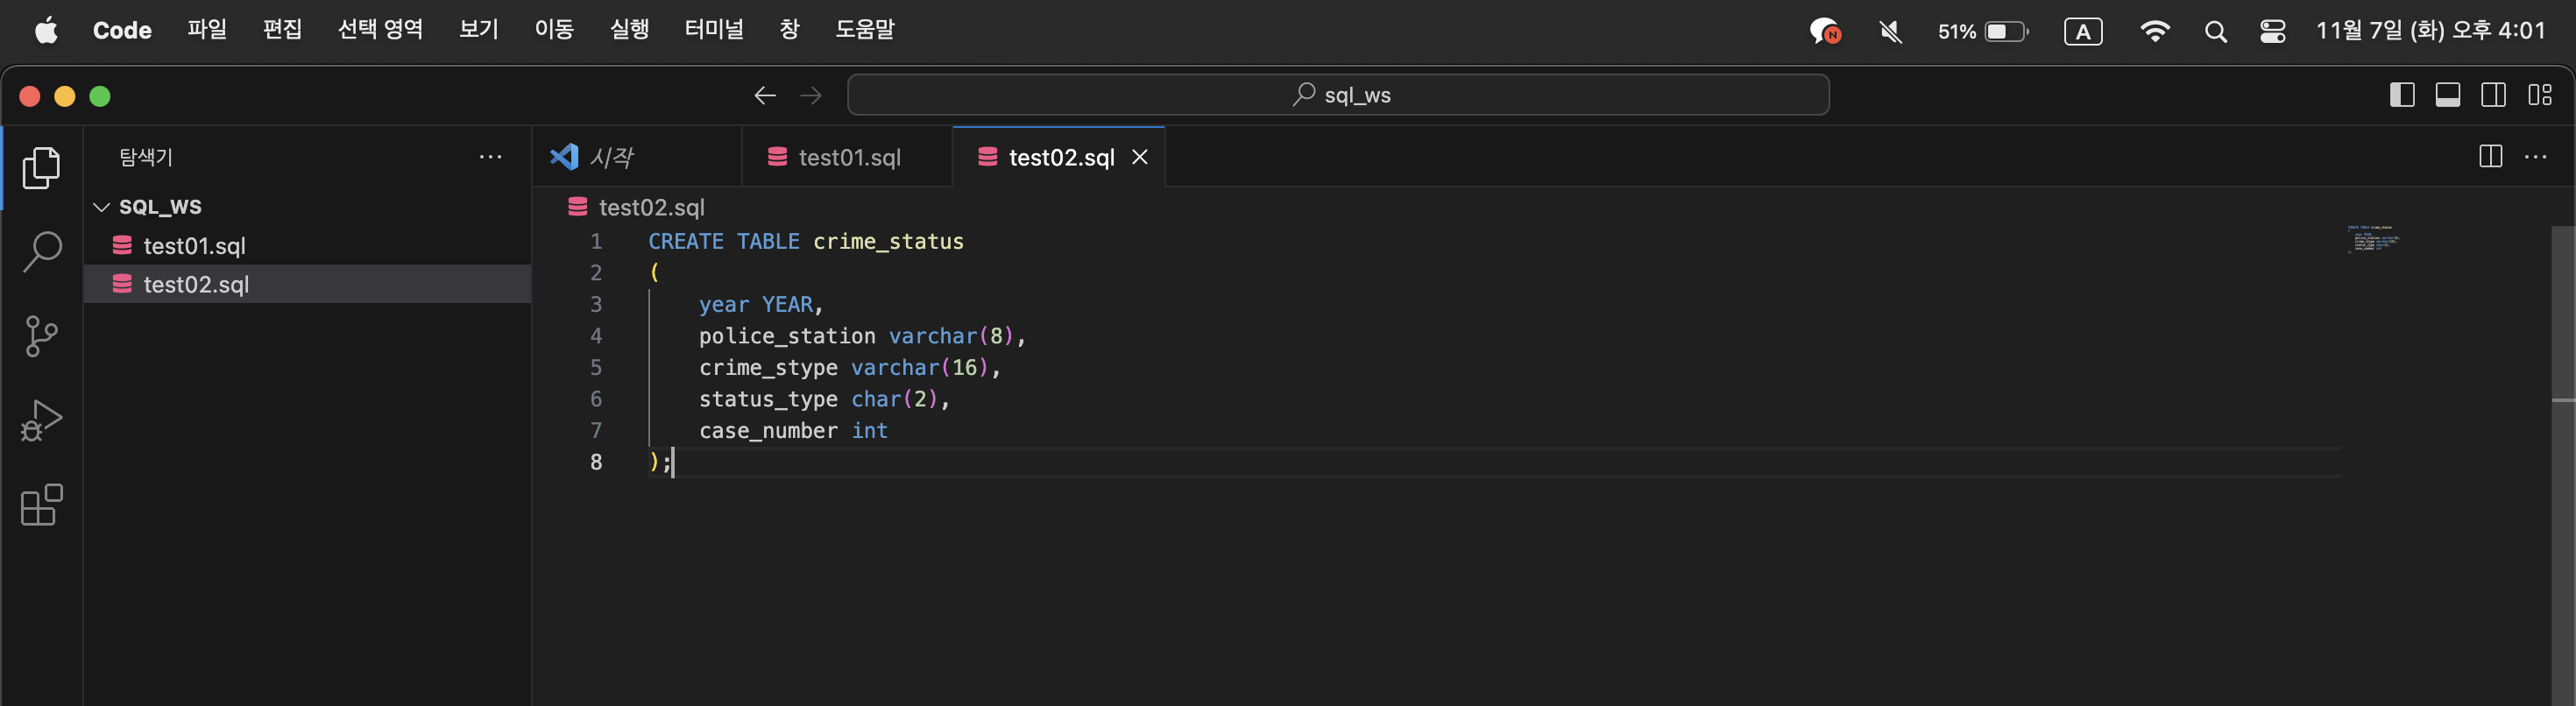 Code 파일 편집 선택 영역 보기 이동 실행 터미널 창 도움말 N 51% A 11월 7일 (화) 오후 4:01
sql_ws
탐색기
시작 test01.sql test02.sql
SQL_WS
test01.sql
test02.sql
test02.sql
1 CREATE TABLE crime_status
2 (
3 year YEAR,
4 police_station varchar(8),
5 crime_stype varchar(16),
6 status_type char(2),
7 case_number int
8 );